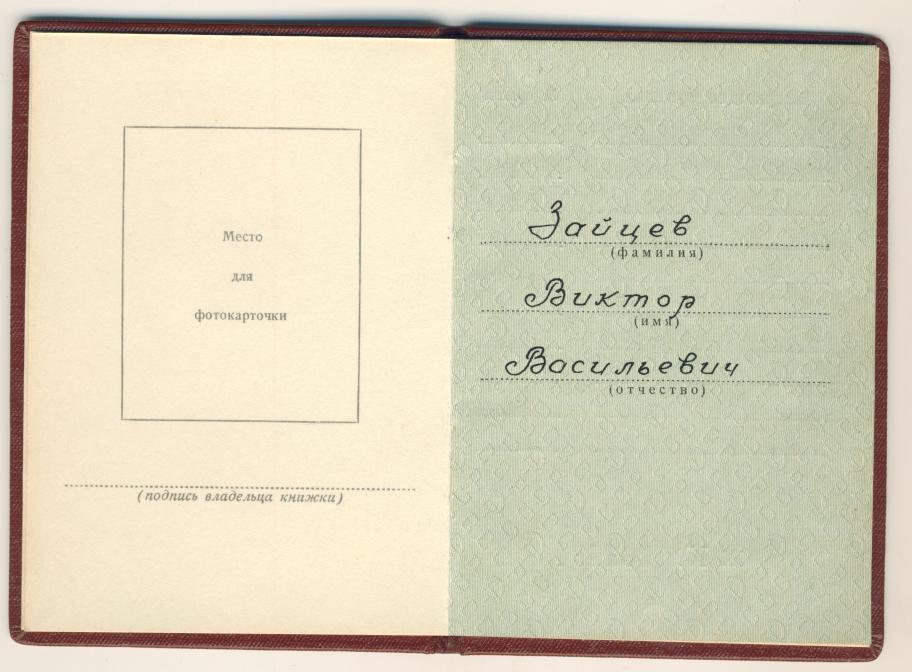 Место
для
фотокарточки
(подпись владельца книжки)
Зайцев
(фамилия)
Виктор
(имя)
Васильевич
(отчество)